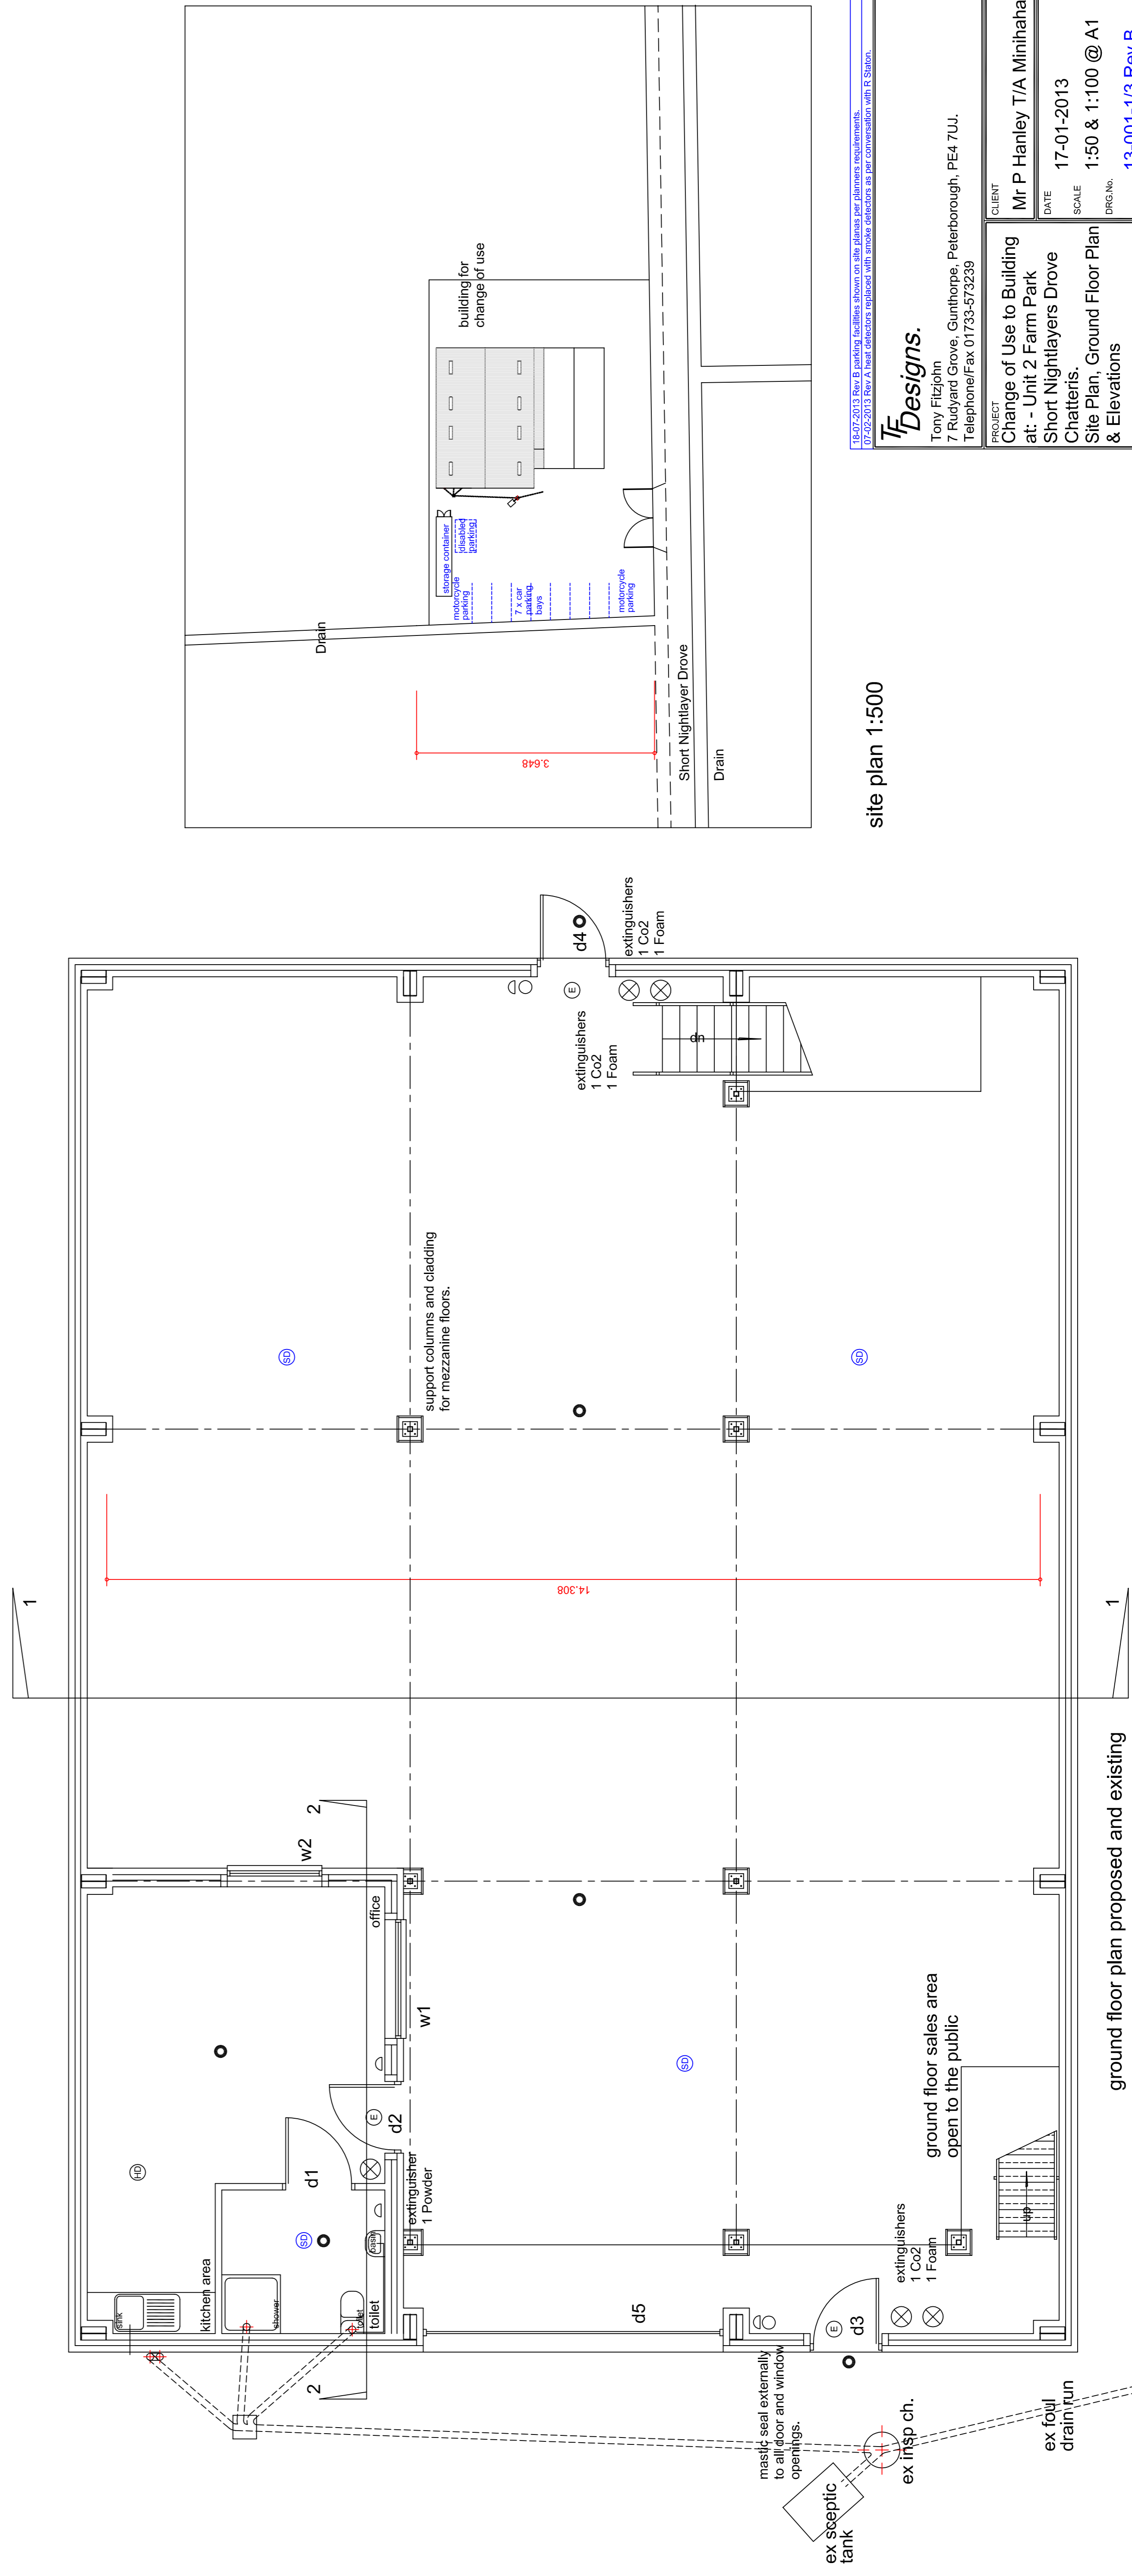 1
1
2
2
w2
w1
office
d1
d2
d3
d4
d5
E
E
E
HD
SD
SD
SD
SD
sink
kitchen area
shower
toilet
toilet
basin
extinguisher
1 Powder
extinguishers
1 Co2
1 Foam
extinguishers
1 Co2
1 Foam
extinguishers
1 Co2
1 Foam
support columns and cladding
for mezzanine floors.
dn
up
14.308
ground floor sales area
open to the public
mastic seal externally
to all door and window
openings.
ex sceptic
tank
ex insp ch.
ex foul
drain run
ground floor plan proposed and existing
Drain
storage container
disabled
parking
motorcycle
parking
7 x car
parking
bays
motorcycle
parking
building for
change of use
3.648
Short Nightlayer Drove
Drain
site plan 1:500
18-07-2013 Rev B parking facilities shown on site planas per planners requirements.
07-02-2013 Rev A heat detectors replaced with smoke detectors as per conversation with R Staton.
TF Designs.
Tony Fitzjohn
7 Rudyard Grove, Gunthorpe, Peterborough, PE4 7UJ.
Telephone/Fax 01733-573239
PROJECT
Change of Use to Building
at: - Unit 2 Farm Park
Short Nightlayers Drove
Chatteris.
Site Plan, Ground Floor Plan
& Elevations
CLIENT
Mr P Hanley T/A Minihaha
DATE
17-01-2013
SCALE
1:50 & 1:100 @ A1
DRG.No.
13-001-1/3 Rev B